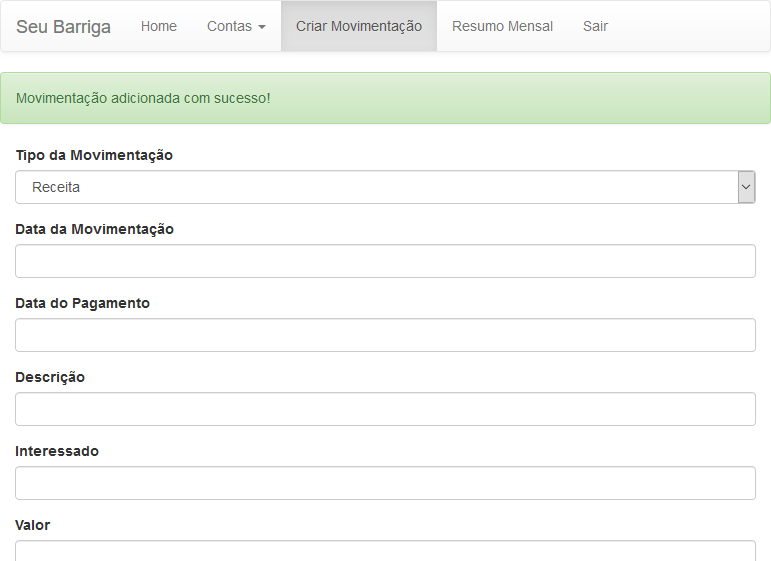 Seu Barriga Home Contas Criar Movimentação Resumo Mensal Sair
Movimentação adicionada com sucesso!
Tipo da Movimentação
Receita
Data da Movimentação
Data do Pagamento
Descrição
Interessado
Valor